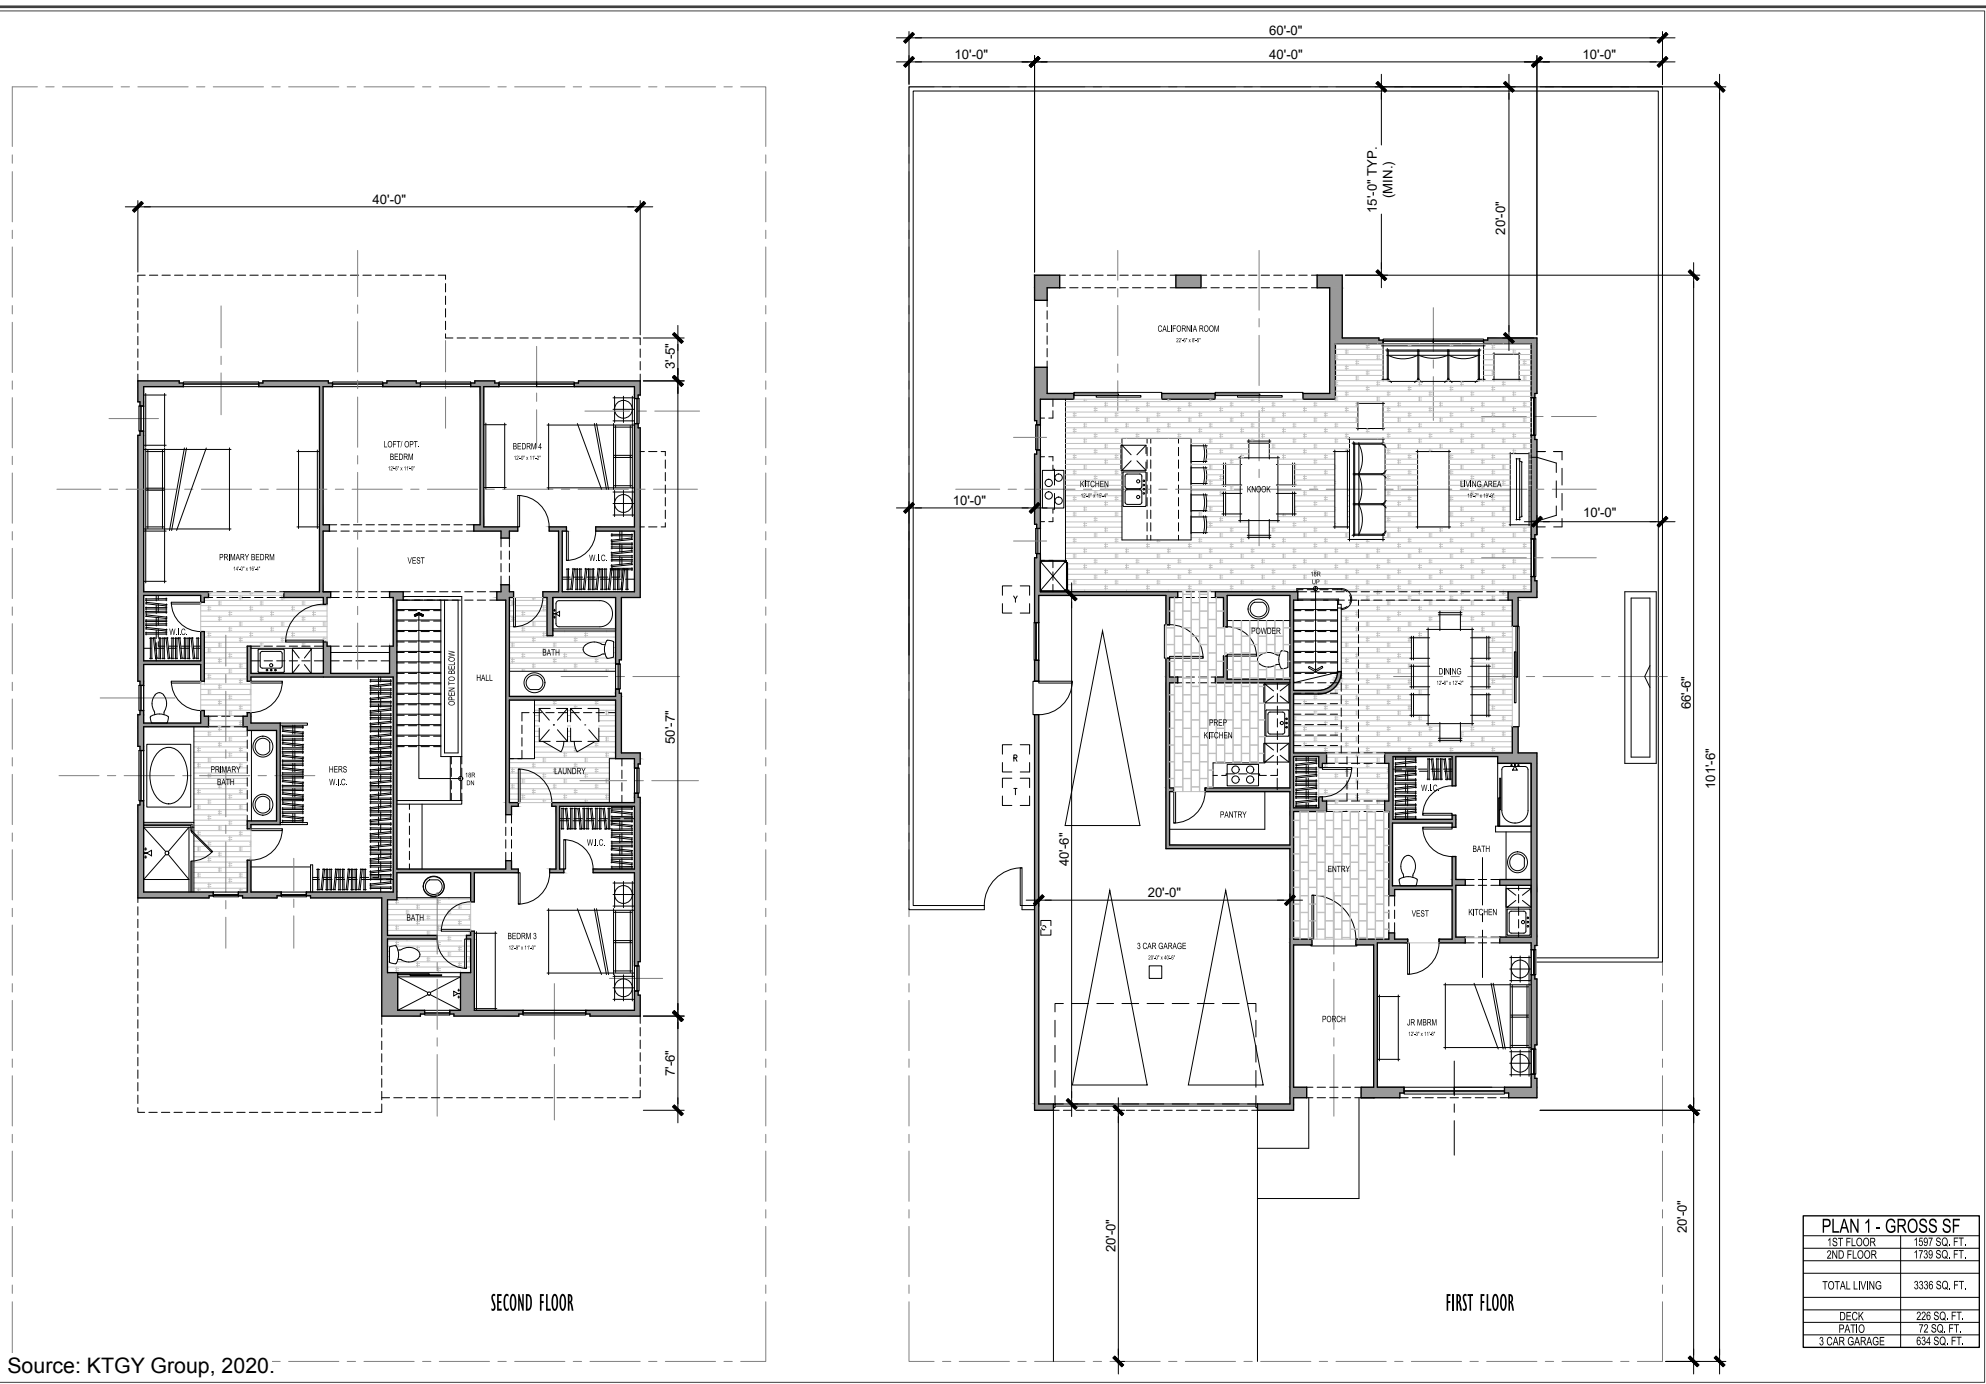 60'-0"
10'-0"
40'-0"
10'-0"
15'-0" TYP.
(MIN.)
20'-0"
40'-0"
3'-5"
LOFT/ OPT.
BEDRM
BEDRM 4
PRIMARY BEDRM
VEST
W.I.C.
W.I.C.
BATH
HALL
OPEN TO BELOW
50'-7"
PRIMARY
BATH
HERS
W.I.C.
18R
DN
LAUNDRY
W.I.C.
BATH
BEDRM 3
7'-6"
SECOND FLOOR
CALIFORNIA ROOM
KITCHEN
KNOOK
LIVING AREA
10'-0"
10'-0"
18R
UP
Y
POWDER
DINING
66'-6"
PREP
KITCHEN
R
T
101'-6"
W.I.C.
PANTRY
40'-6"
BATH
ENTRY
20'-0"
VEST
KITCHEN
3 CAR GARAGE
PORCH
JR MBRM
20'-0"
20'-0"
FIRST FLOOR
PLAN 1 - GROSS SF
1ST FLOOR 1597 SQ. FT.
2ND FLOOR 1739 SQ. FT.
TOTAL LIVING 3336 SQ. FT.
DECK 226 SQ. FT.
PATIO 72 SQ. FT.
3 CAR GARAGE 634 SQ. FT.
Source: KTGY Group, 2020.